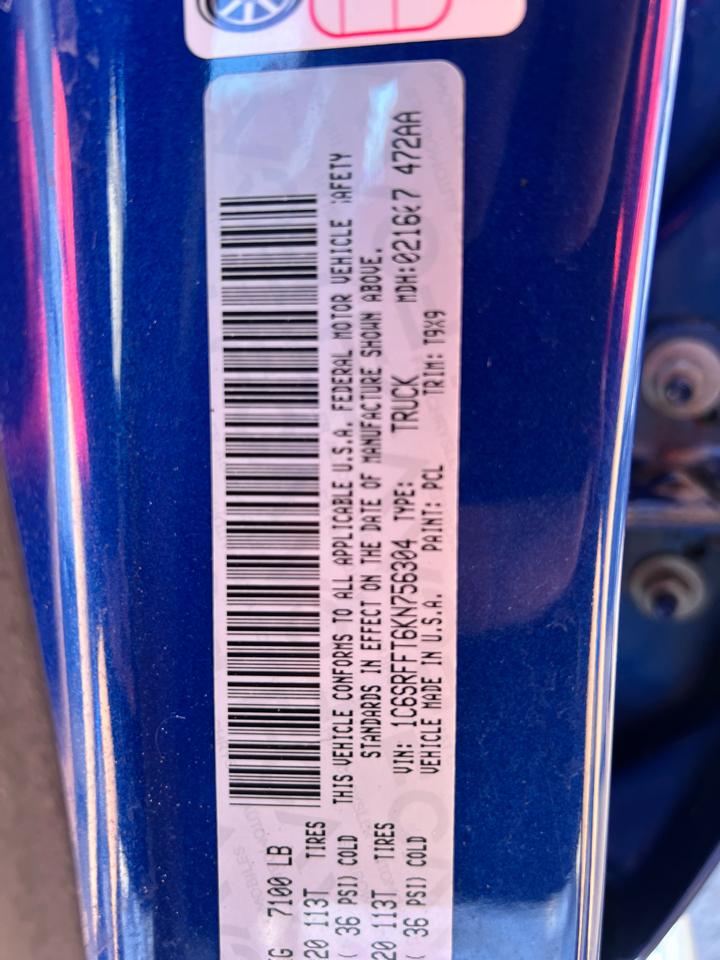 KG 7100 LB
20 113T TIRES
( 36 PSI) COLD
20 113T TIRES
( 36 PSI) COLD
THIS VEHICLE CONFORMS TO ALL APPLICABLE U.S.A. FEDERAL MOTOR VEHICLE AFETY
STANDARDS IN EFFECT ON THE DATE OF MANUFACTURE SHOWN ABOVE.
VIN: 1C6SRFFT6KN756304 TYPE: TRUCK MDH: 472AA
VEHICLE MADE IN U.S.A. PAINT: PCL TRIM: T9X9